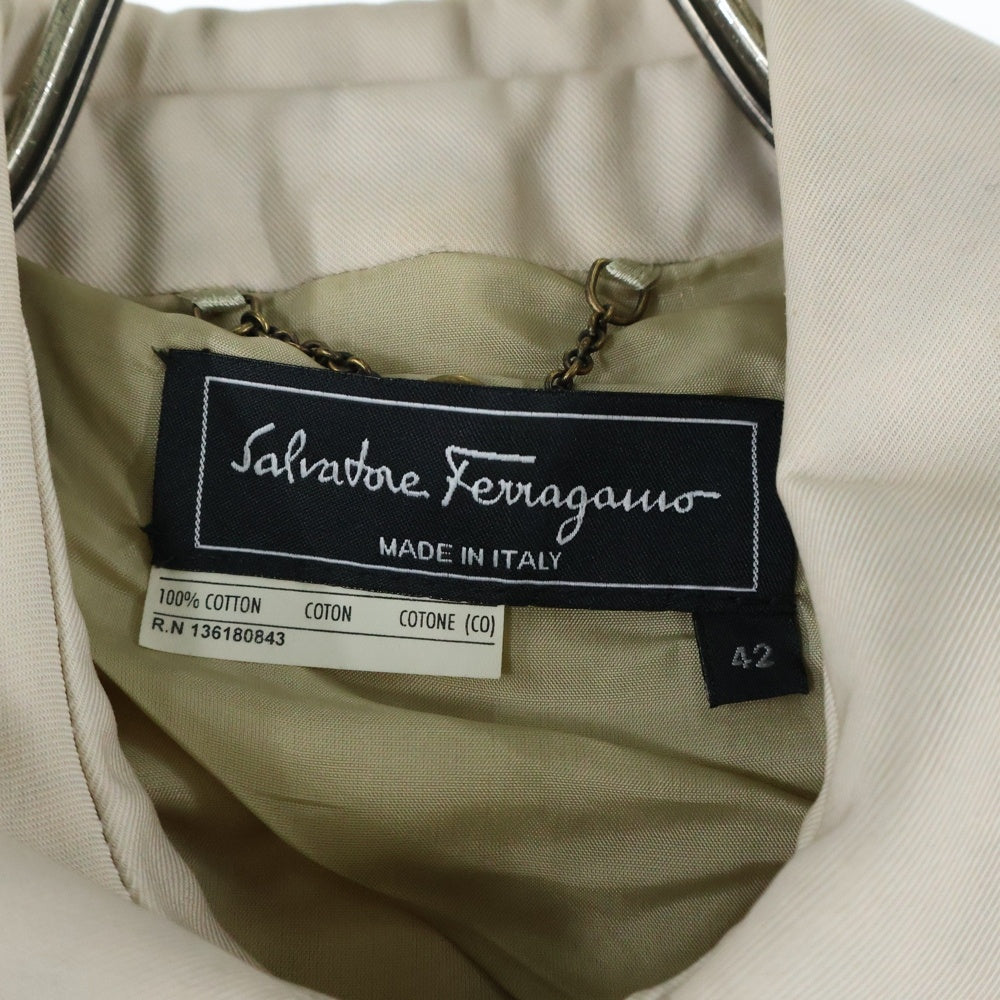 Salvatore Ferragamo
MADE IN ITALY
100% COTTON COTON COTONE (CO)
R.N 136180843
42